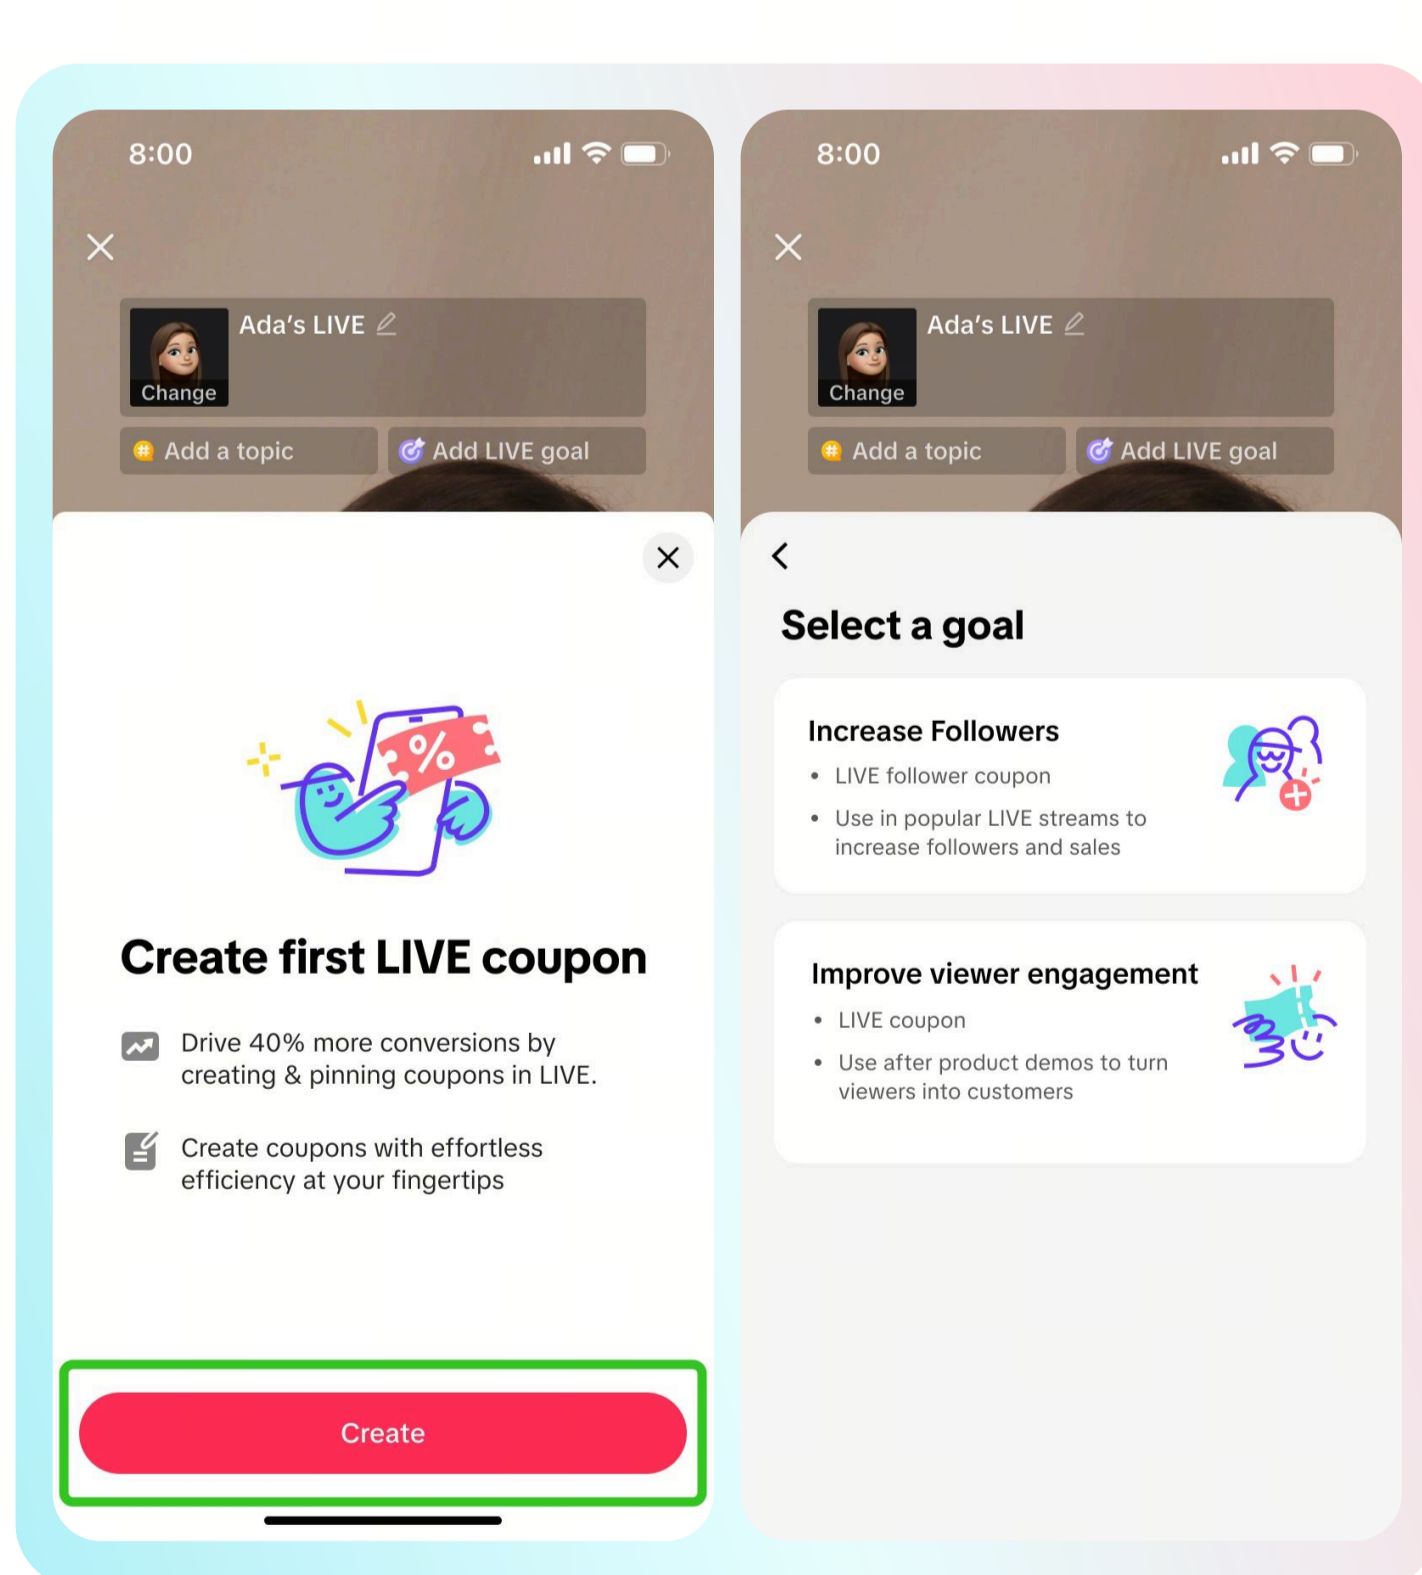 8:00
Ada's LIVE
Change
Add a topic
Add LIVE goal
%
Create first LIVE coupon
Drive 40% more conversions by
creating & pinning coupons in LIVE.
Create coupons with effortless
efficiency at your fingertips
Create
8:00
Ada's LIVE
Change
Add a topic
Add LIVE goal
Select a goal
Increase Followers
• LIVE follower coupon
• Use in popular LIVE streams to
increase followers and sales
Improve viewer engagement
• LIVE coupon
• Use after product demos to turn
viewers into customers